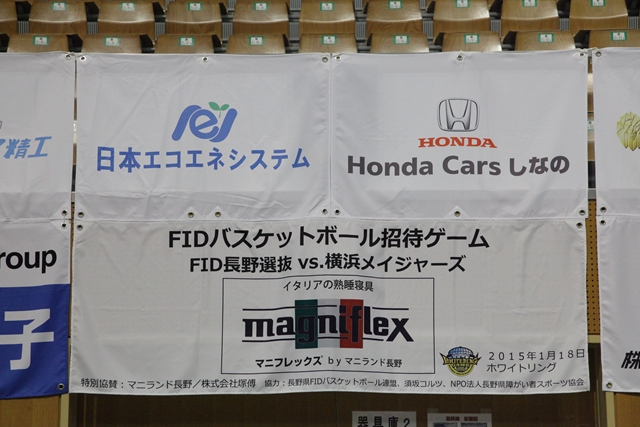 精工
日本エコエネシステム
HONDA
Honda Cars しなの
roup
子
FIDバスケットボール招待ゲーム
FID長野選抜 vs.横浜メイジャーズ
イタリアの熟睡寝具
magniflex
マニフレックス® by マニランド長野
2015年1月18日
ホワイトリング
特別協賛：マニランド長野／株式会社塚傳 協力：長野県FIDバスケットボール連盟、須坂コルツ、NPO法人長野県障がい者スポーツ協会
器具庫2